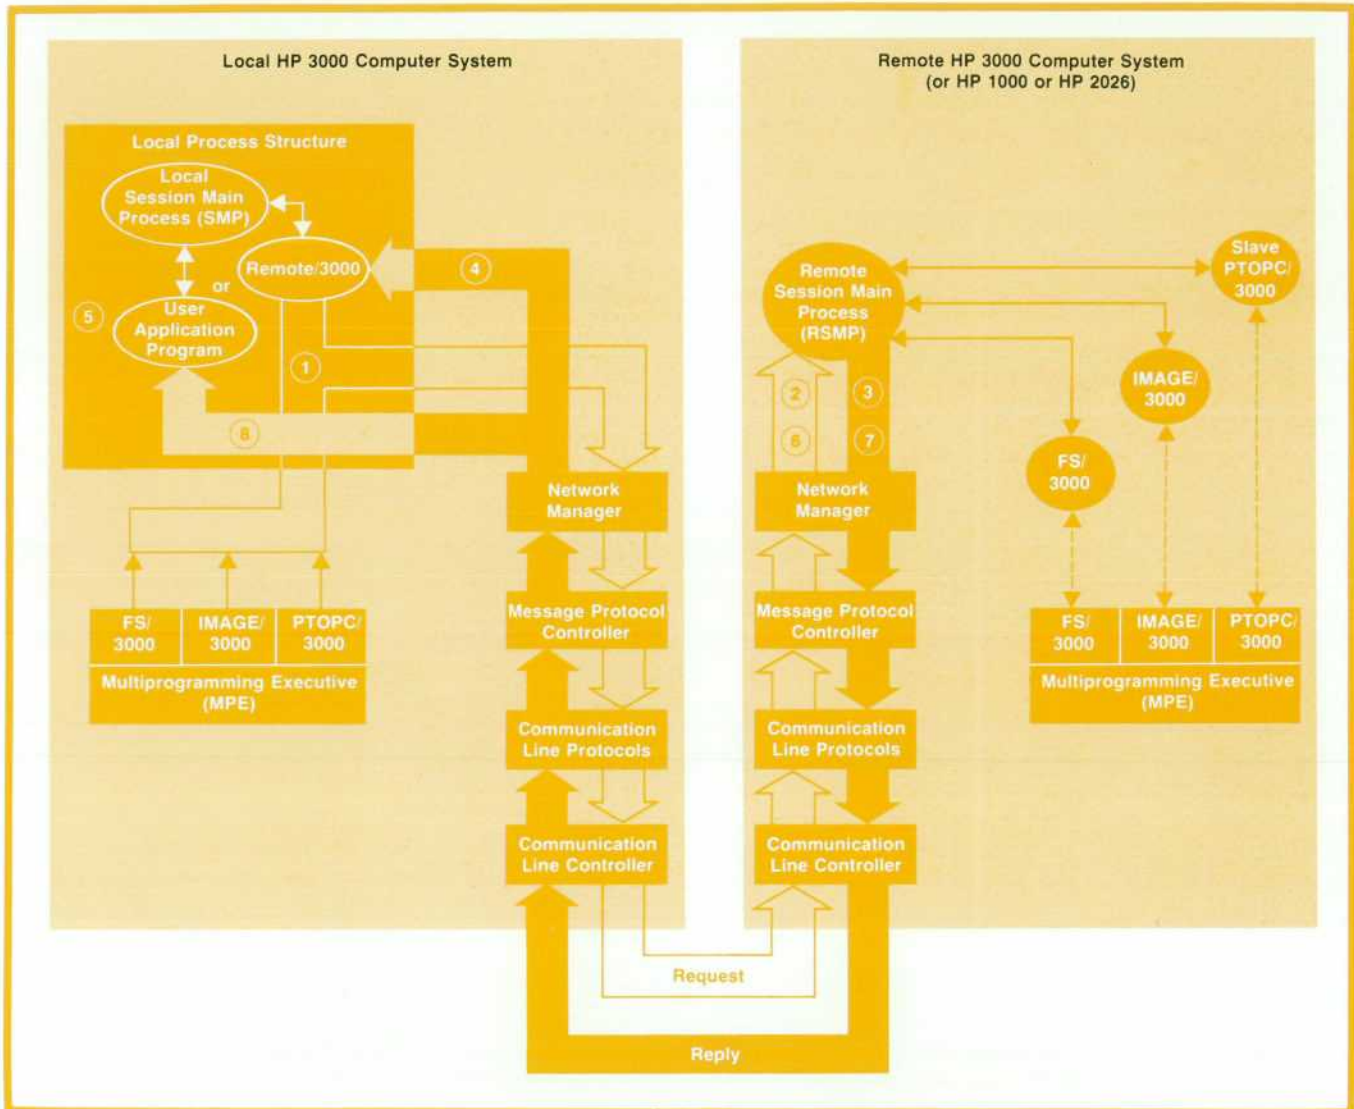 Local HP 3000 Computer System
Remote HP 3000 Computer System
(or HP 1000 or HP 2026)
Local Process Structure
Local
Session Main
Process (SMP)
Remote/3000
or
User
Application
Program
5
1
4
8
FS/
3000
IMAGE/
3000
PTOPC/
3000
Multiprogramming Executive
(MPE)
Network
Manager
Message Protocol
Controller
Communication
Line Protocols
Communication
Line Controller
Remote
Session Main
Process
(RSMP)
2
3
6
7
Network
Manager
Message Protocol
Controller
Communication
Line Protocols
Communication
Line Controller
Slave
PTOPC/
3000
IMAGE/
3000
FS/
3000
FS/
3000
IMAGE/
3000
PTOPC/
3000
Multiprogramming Executive
(MPE)
Request
Reply